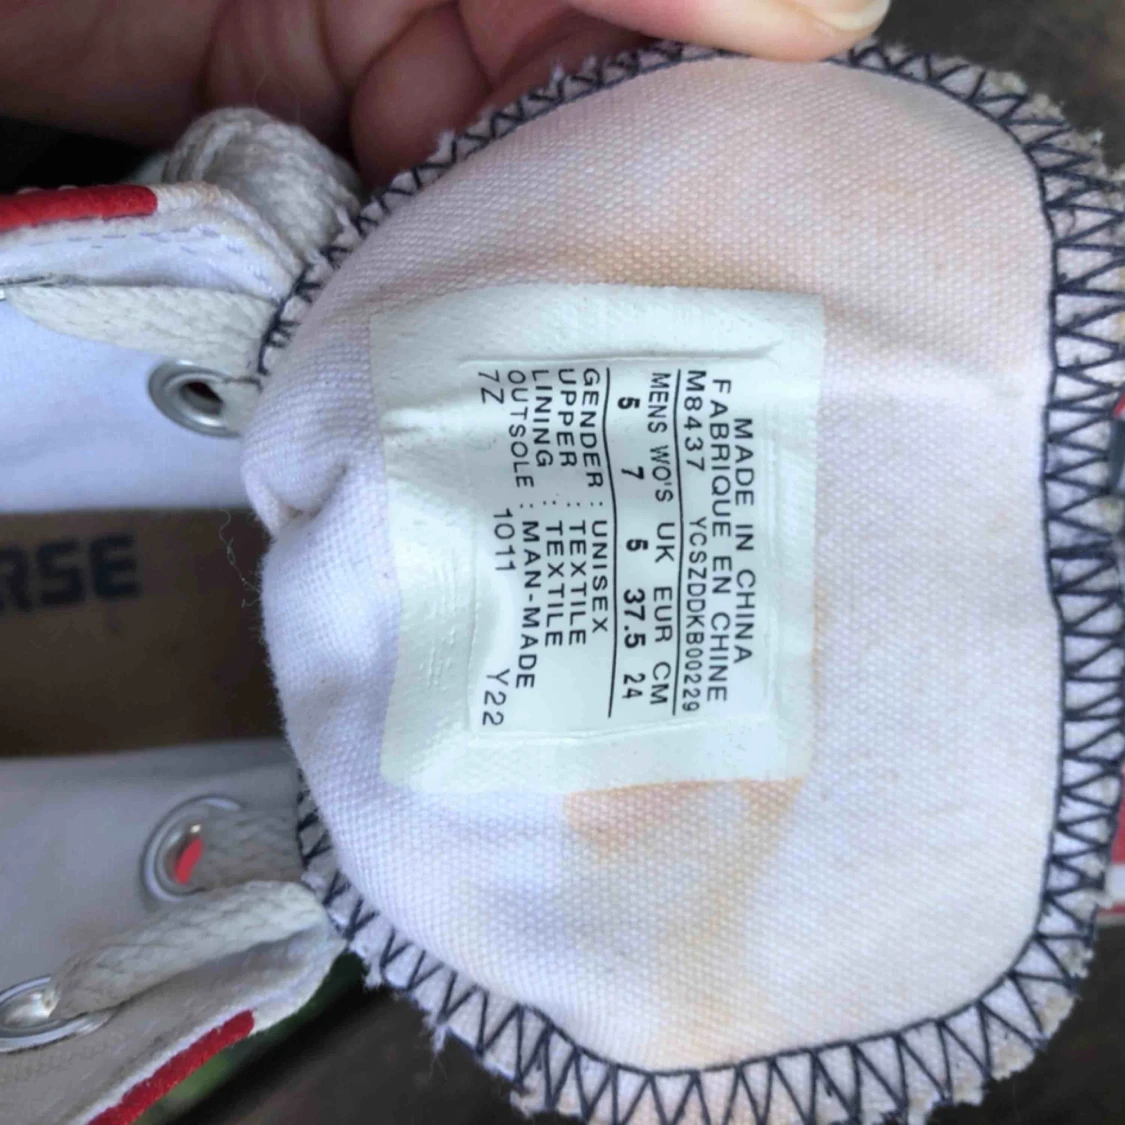 MADE IN CHINA
FABRIQUE EN CHINE
M8437 YCSZDDKB00229
MENS WO'S UK EUR CM
5 7 5 37.5 24
GENDER : UNISEX
UPPER : TEXTILE
LINING : TEXTILE
OUTSOLE : MAN-MADE
7Z 1011 Y22
RSE